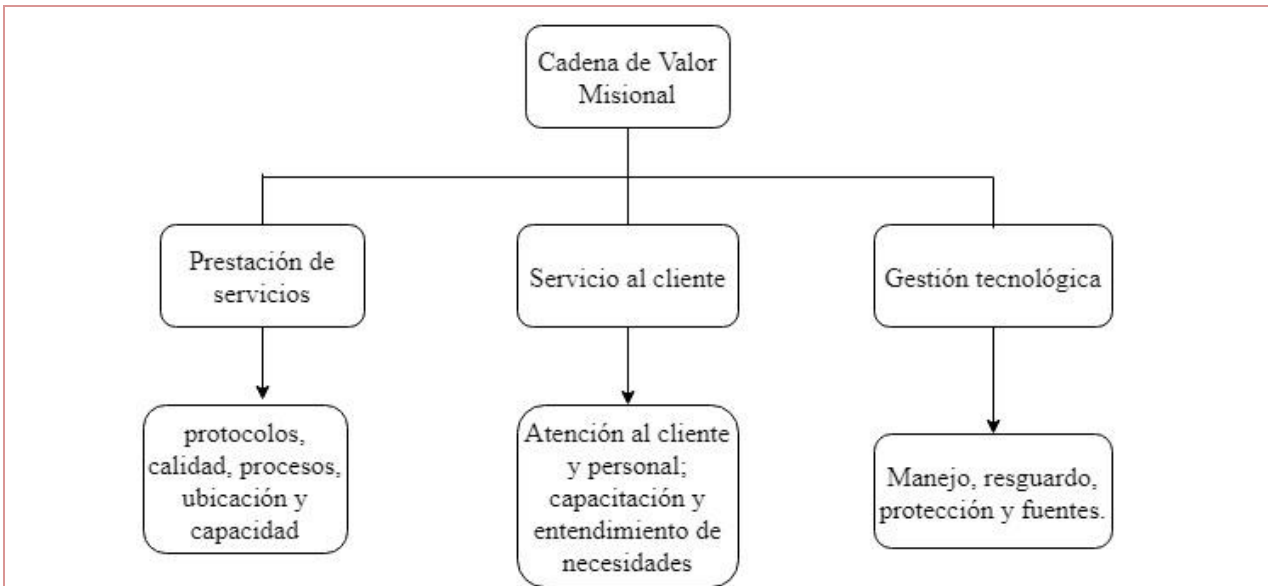 Cadena de Valor
Misional
Prestación de
servicios
Servicio al cliente
Gestión tecnológica
protocolos,
calidad, procesos,
ubicación y
capacidad
Atención al cliente
y personal;
capacitación y
entendimiento de
necesidades
Manejo, resguardo,
protección y fuentes.